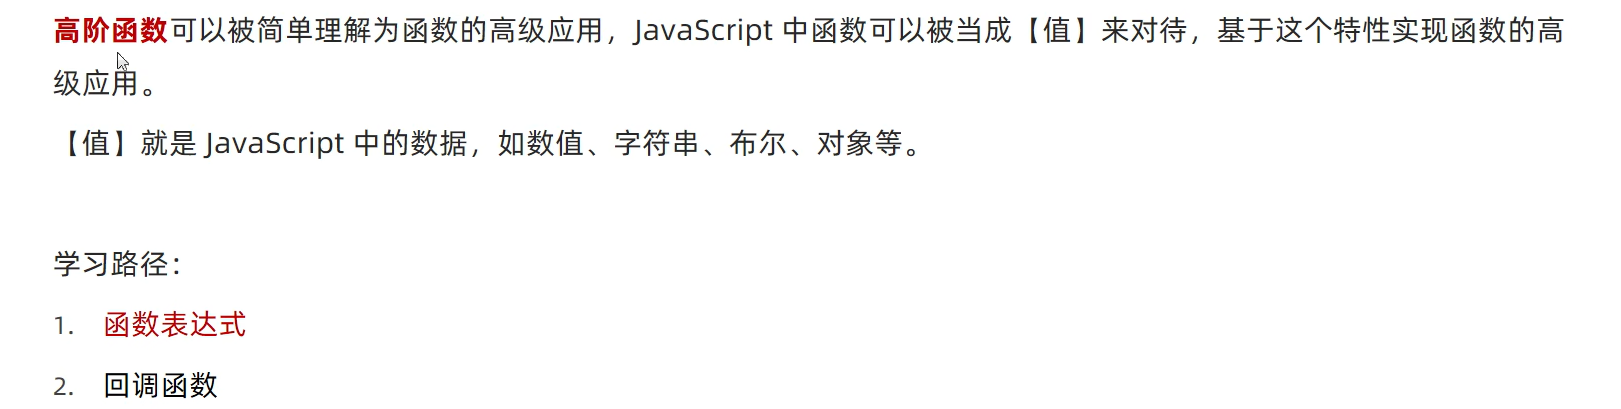 高阶函数可以被简单理解为函数的高级应用，JavaScript 中函数可以被当成【值】来对待，基于这个特性实现函数的高
级应用。
【值】就是 JavaScript 中的数据，如数值、字符串、布尔、对象等。
学习路径：
1. 函数表达式
2. 回调函数